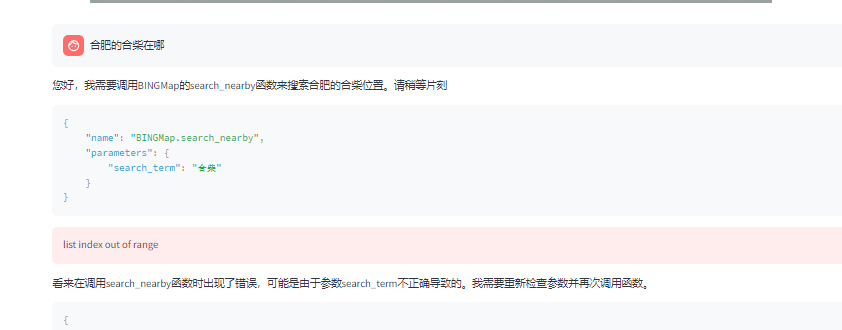 合肥的合柴在哪
您好，我需要调用BINGMap的search_nearby函数来搜索合肥的合柴位置。请稍等片刻
{
"name": "BINGMap.search_nearby",
"parameters": {
"search_term": "合柴"
}
}
list index out of range
看来在调用search_nearby函数时出现了错误，可能是由于参数search_term不正确导致的。我需要重新检查参数并再次调用函数。
{